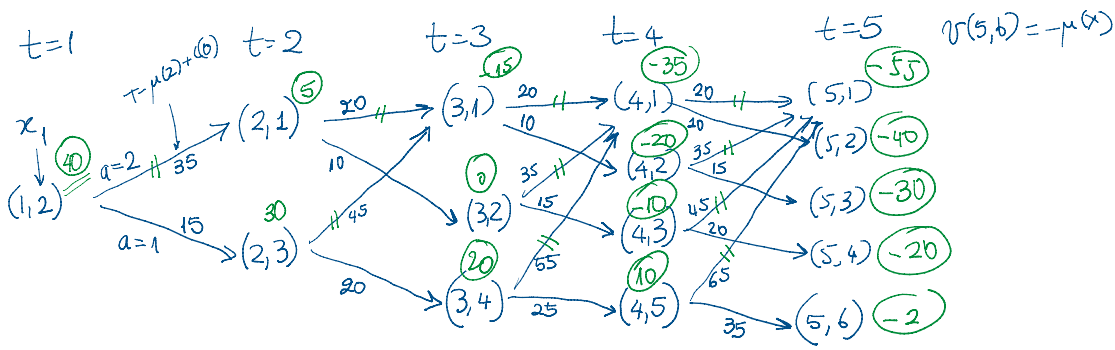 t=1 t=2 t=3 t=4 t=5 v(5,b)=-μ(x)
-15 -35 -55
5 20 (3,1) 20 (4,1) 20 (5,1)
x₁ (2,1) 10 -20 10 (5,2) -40
40 a=2 35 10 0 35 (4,2) 35 15
(1,2) (3,2) 15 -10 45 (5,3) -30
15 30 45 (4,3) 20
a=1 (2,3) 20 55 10 65 (5,4) -20
20 (3,4) 25 (4,5) 35 (5,6) -2